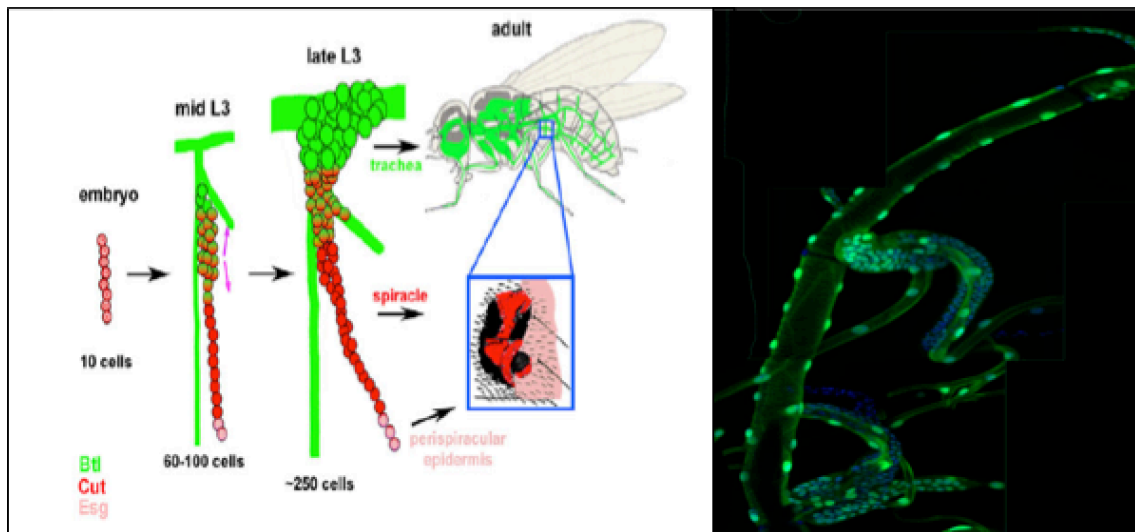 adult
late L3
mid L3
embryo
trachea
spiracle
10 cells
perispiracular
epidermis
60-100 cells
~250 cells
Btl
Cut
Esg